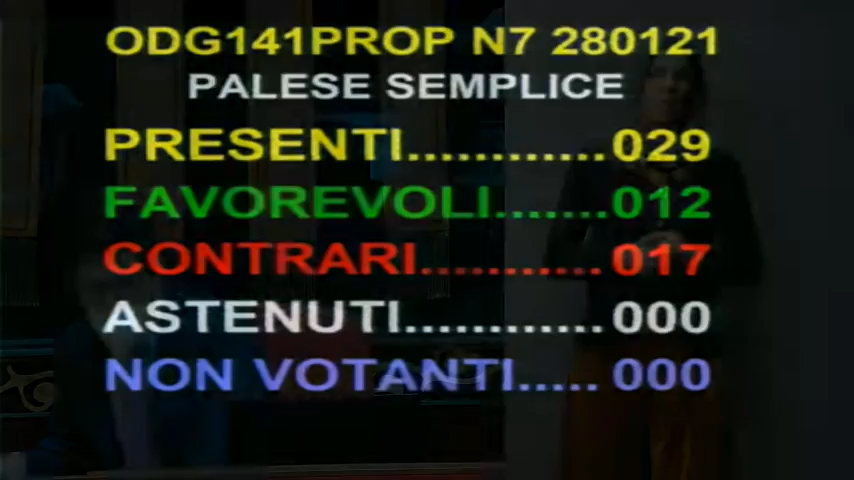 ODG141PROP N7 280121
PALESE SEMPLICE
PRESENTI............029
FAVOREVOLI.......012
CONTRARI...........017
ASTENUTI............000
NON VOTANTI..... 000